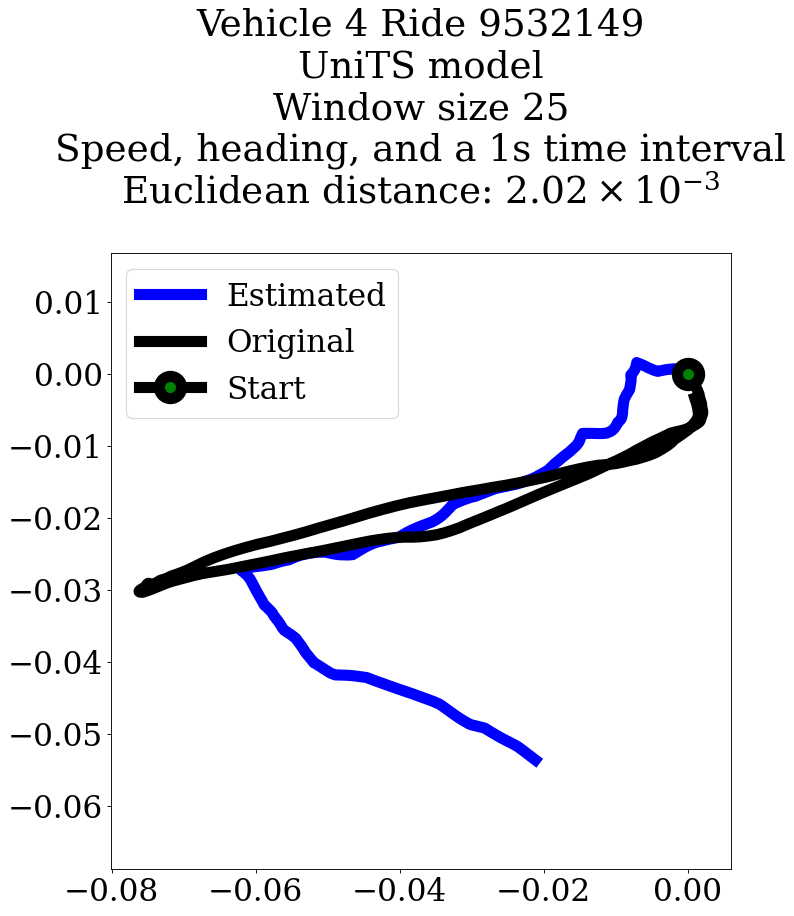 Vehicle 4 Ride 9532149
UniTS model
Window size 25
Speed, heading, and a 1s time interval
Euclidean distance: 2.02 × 10⁻³
Estimated
Original
Start
0.01
0.00
−0.01
−0.02
−0.03
−0.04
−0.05
−0.06
−0.08 −0.06 −0.04 −0.02 0.00